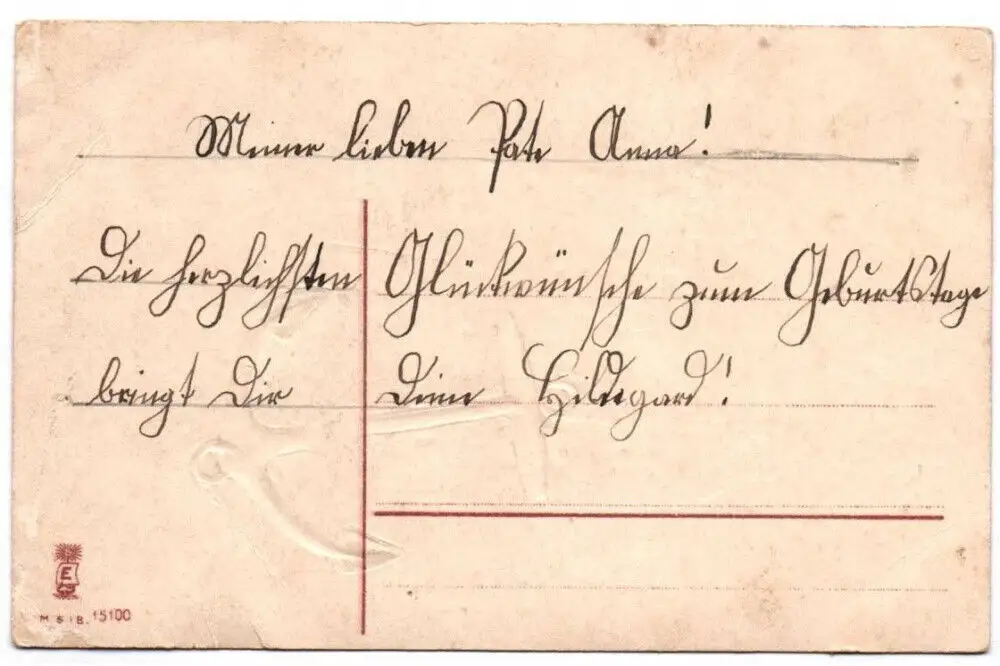 Meiner lieben Pate Anna!
Die herzlichsten Glückwünsche zum Geburtstage
bringt Dir Deine Hildegard!
E
M.S.i.B. 15100